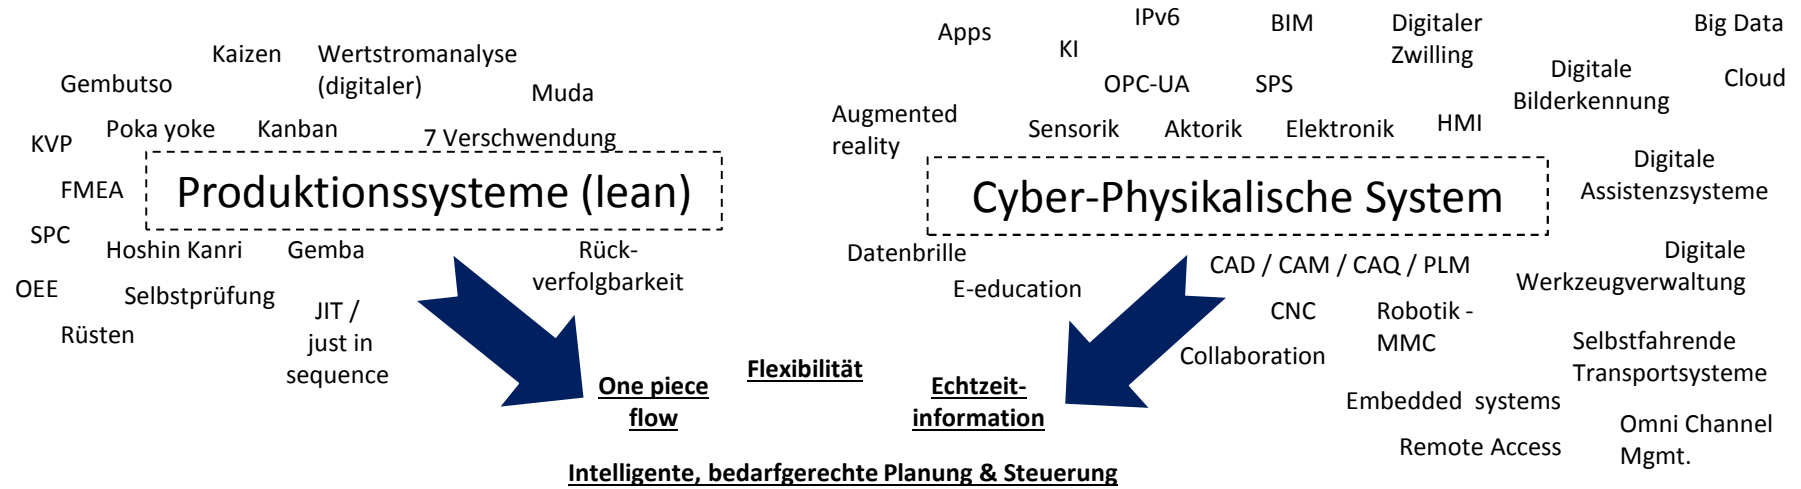 Kaizen
Wertstromanalyse
(digitaler)
Gembutso
Muda
Poka yoke
Kanban
7 Verschwendung
KVP
FMEA
Produktionssysteme (lean)
SPC
Hoshin Kanri
Gemba
Rück-
verfolgbarkeit
OEE
Selbstprüfung
Rüsten
JIT /
just in
sequence
Apps
KI
IPv6
BIM
Digitaler
Zwilling
Big Data
OPC-UA
SPS
Digitale
Bilderkennung
Cloud
Augmented
reality
Sensorik
Aktorik
Elektronik
HMI
Digitale
Assistenzsysteme
Cyber-Physikalische System
Datenbrille
E-education
CAD / CAM / CAQ / PLM
Digitale
Werkzeugverwaltung
CNC
Robotik -
MMC
Collaboration
Selbstfahrende
Transportsysteme
Embedded systems
Remote Access
Omni Channel
Mgmt.
One piece
flow
Flexibilität
Echtzeit-
information
Intelligente, bedarfgerechte Planung & Steuerung